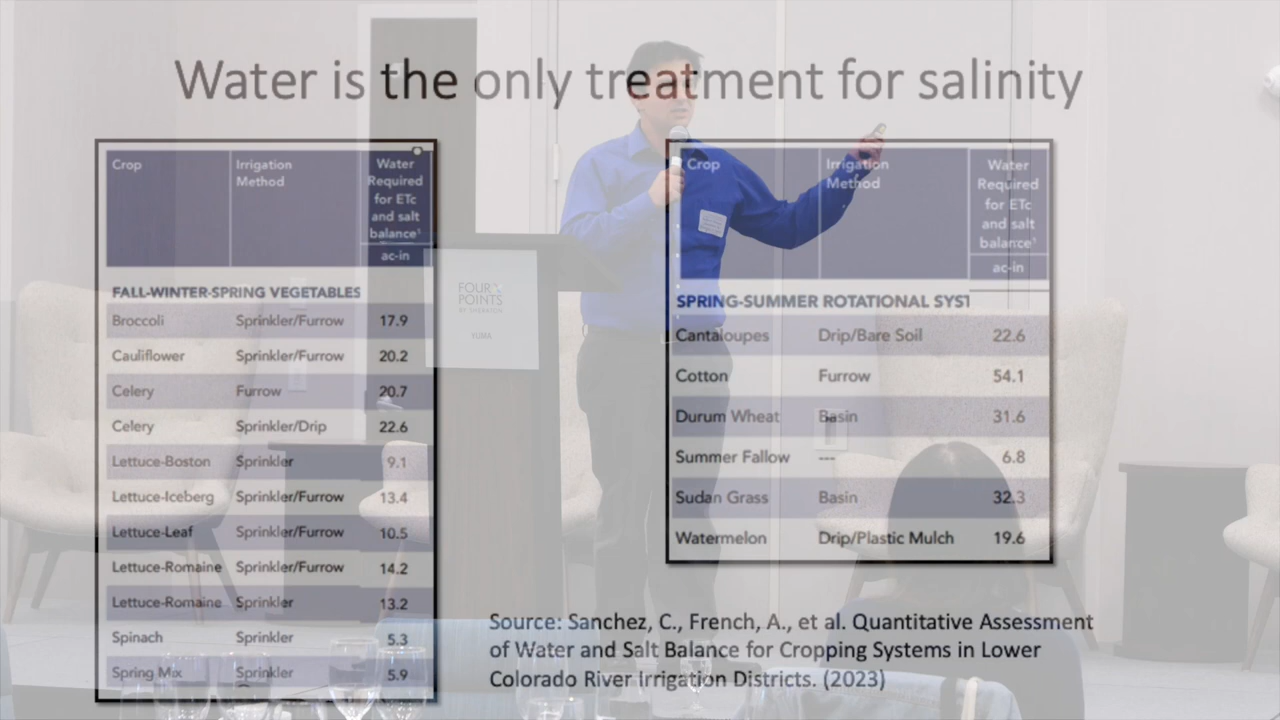 Water is the only treatment for salinity
Crop Irrigation Method Water Required for ETc and salt balance¹
ac-in
FALL-WINTER-SPRING VEGETABLES
Broccoli Sprinkler/Furrow 17.9
Cauliflower Sprinkler/Furrow 20.2
Celery Furrow 20.7
Celery Sprinkler/Drip 22.6
Lettuce-Boston Sprinkler 9.1
Lettuce-Iceberg Sprinkler/Furrow 13.4
Lettuce-Leaf Sprinkler/Furrow 10.5
Lettuce-Romaine Sprinkler/Furrow 14.2
Lettuce-Romaine Sprinkler 13.2
Spinach Sprinkler 5.3
Spring Mix Sprinkler 5.9
FOUR
POINTS
BY SHERATON
YUMA
Crop Irrigation Method Water Required for ETc and salt balance¹
ac-in
SPRING-SUMMER ROTATIONAL SYST
Cantaloupes Drip/Bare Soil 22.6
Cotton Furrow 54.1
Durum Wheat Basin 31.6
Summer Fallow --- 6.8
Sudan Grass Basin 32.3
Watermelon Drip/Plastic Mulch 19.6
Source: Sanchez, C., French, A., et al. Quantitative Assessment
of Water and Salt Balance for Cropping Systems in Lower
Colorado River Irrigation Districts. (2023)